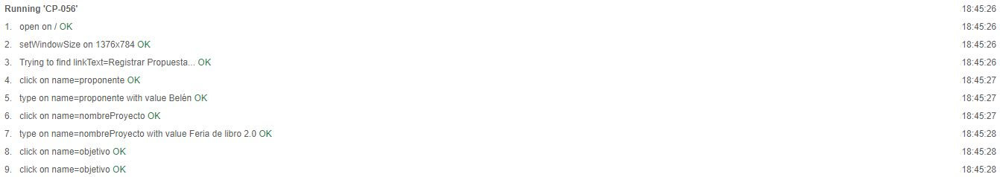 Running 'CP-056' 18:45:26
1. open on / OK 18:45:26
2. setWindowSize on 1376x784 OK 18:45:26
3. Trying to find linkText=Registrar Propuesta... OK 18:45:26
4. click on name=proponente OK 18:45:27
5. type on name=proponente with value Belén OK 18:45:27
6. click on name=nombreProyecto OK 18:45:27
7. type on name=nombreProyecto with value Feria de libro 2.0 OK 18:45:28
8. click on name=objetivo OK 18:45:28
9. click on name=objetivo OK 18:45:28